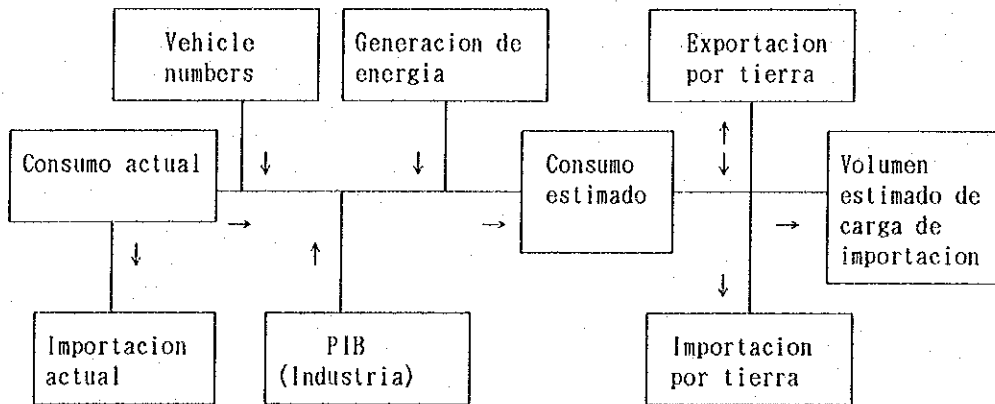 Vehicle
numbers
Generacion de
energia
Exportacion
por tierra
Consumo actual
Consumo
estimado
Volumen
estimado de
carga de
importacion
Importacion
actual
PIB
(Industria)
Importacion
por tierra